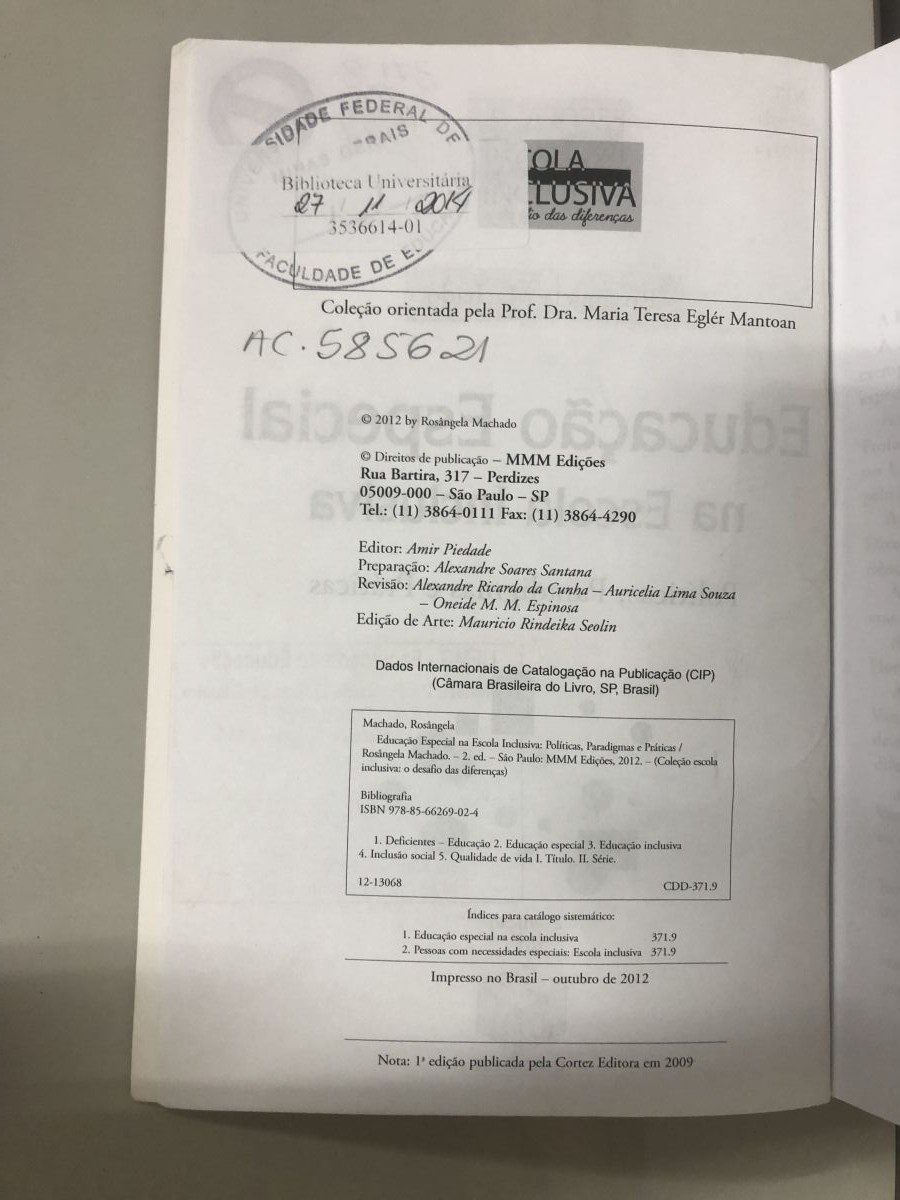 FEDERAL DE
Biblioteca Universitária
27 11 2014
3536614-01
FACULDADE DE
OLA
CLUSIVA
io das diferenças
Coleção orientada pela Prof. Dra. Maria Teresa Eglér Mantoan
AC. 585621
© 2012 by Rosângela Machado
© Direitos de publicação – MMM Edições
Rua Bartira, 317 – Perdizes
05009-000 – São Paulo – SP
Tel.: (11) 3864-0111 Fax: (11) 3864-4290
Editor: Amir Piedade
Preparação: Alexandre Soares Santana
Revisão: Alexandre Ricardo da Cunha – Auricelia Lima Souza
– Oneide M. M. Espinosa
Edição de Arte: Mauricio Rindeika Seolin
Dados Internacionais de Catalogação na Publicação (CIP)
(Câmara Brasileira do Livro, SP, Brasil)
Machado, Rosângela
Educação Especial na Escola Inclusiva: Políticas, Paradigmas e Práticas /
Rosângela Machado. – 2. ed. – São Paulo: MMM Edições, 2012. – (Coleção escola
inclusiva: o desafio das diferenças)
Bibliografia
ISBN 978-85-66269-02-4
1. Deficientes – Educação 2. Educação especial 3. Educação inclusiva
4. Inclusão social 5. Qualidade de vida I. Título. II. Série.
12-13068 CDD-371.9
Índices para catálogo sistemático:
1. Educação especial na escola inclusiva 371.9
2. Pessoas com necessidades especiais: Escola inclusiva 371.9
Impresso no Brasil – outubro de 2012
Nota: 1ª edição publicada pela Cortez Editora em 2009